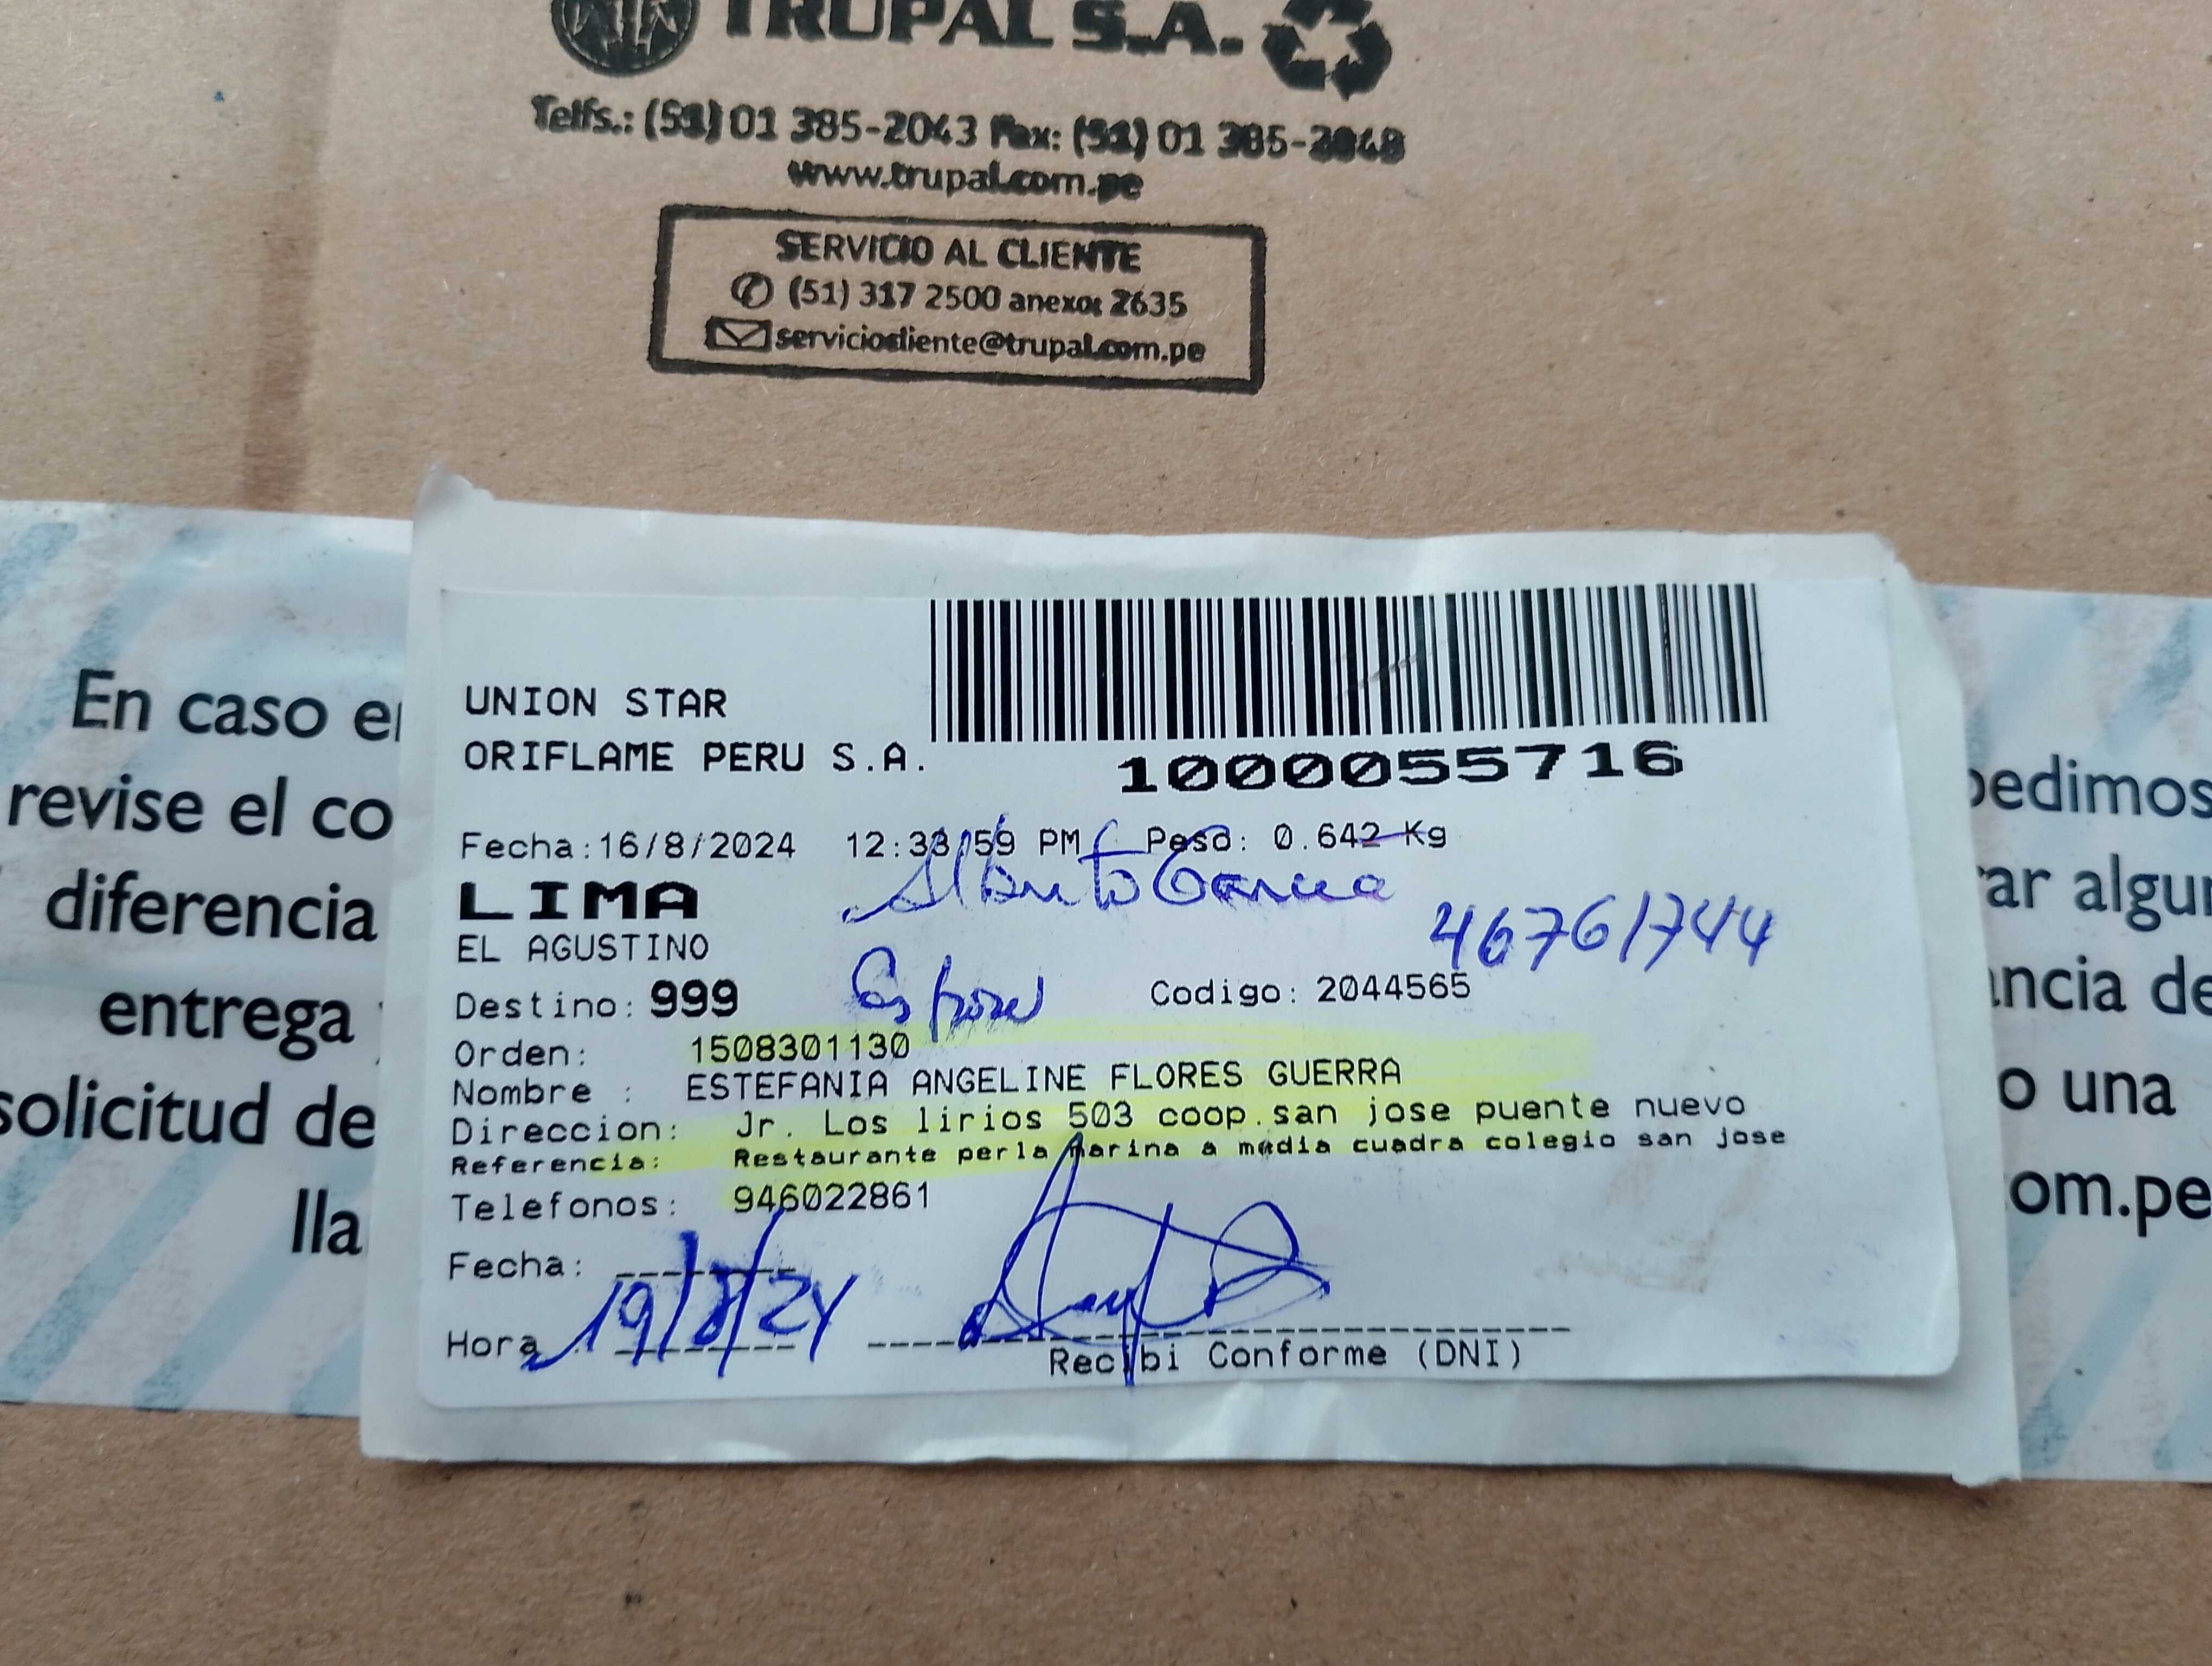 TRUPAL S.A.
Telfs.: (51) 01 385-2043 Fax: (51) 01 385-2048
www.trupal.com.pe
SERVICIO AL CLIENTE
(51) 317 2500 anexo: 2635
serviciocliente@trupal.com.pe
En caso
revise el co
pedimos
diferencia
rar algun
entrega
ancia de
solicitud de
o una
lla
om.pe
UNION STAR
ORIFLAME PERU S.A.
1000055716
Fecha:16/8/2024 12:33:59 PM Peso: 0.642 Kg
Alberto Garcia
LIMA
46761744
EL AGUSTINO
Esposo
Destino: 999 Codigo: 2044565
Orden: 1508301130
Nombre : ESTEFANIA ANGELINE FLORES GUERRA
Direccion: Jr. Los lirios 503 coop.san jose puente nuevo
Referencia: Restaurante perla marina a media cuadra colegio san jose
Telefonos: 946022861
Fecha: 19/8/24
Hora
Recibi Conforme (DNI)